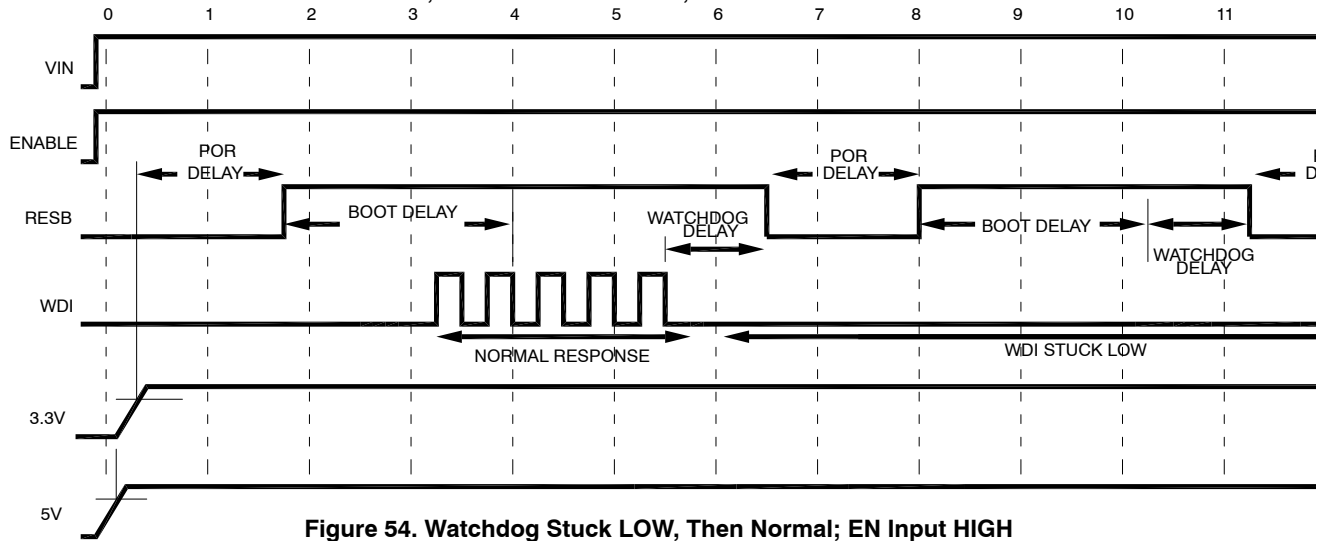 0 1 2 3 4 5 6 7 8 9 10 11
VIN
ENABLE
POR
DELAY
POR
DELAY
RESB
BOOT DELAY
WATCHDOG
DELAY
BOOT DELAY
WATCHDOG
DELAY
WDI
NORMAL RESPONSE
WDI STUCK LOW
3.3V
5V
Figure 54. Watchdog Stuck LOW, Then Normal; EN Input HIGH